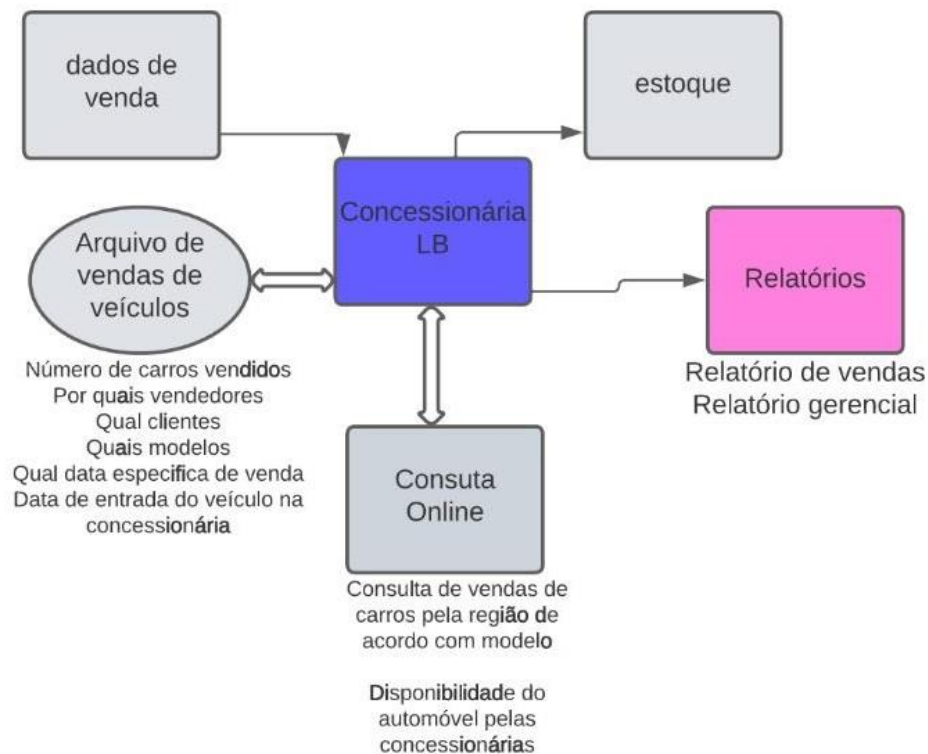 dados de
venda
estoque
Concessionária
LB
Arquivo de
vendas de
veículos
Relatórios
Número de carros vendidos
Por quais vendedores
Qual clientes
Quais modelos
Qual data especifica de venda
Data de entrada do veículo na
concessionária
Relatório de vendas
Relatório gerencial
Consuta
Online
Consulta de vendas de
carros pela região de
acordo com modelo
Disponibilidade do
automóvel pelas
concessionárias